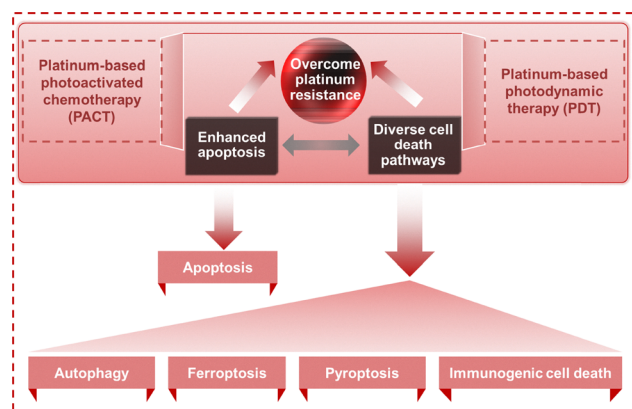 Platinum-based
photoactivated
chemotherapy
(PACT)
Overcome
platinum
resistance
Platinum-based
photodynamic
therapy (PDT)
Enhanced
apoptosis
Diverse cell
death
pathways
Apoptosis
Autophagy
Ferroptosis
Pyroptosis
Immunogenic cell death